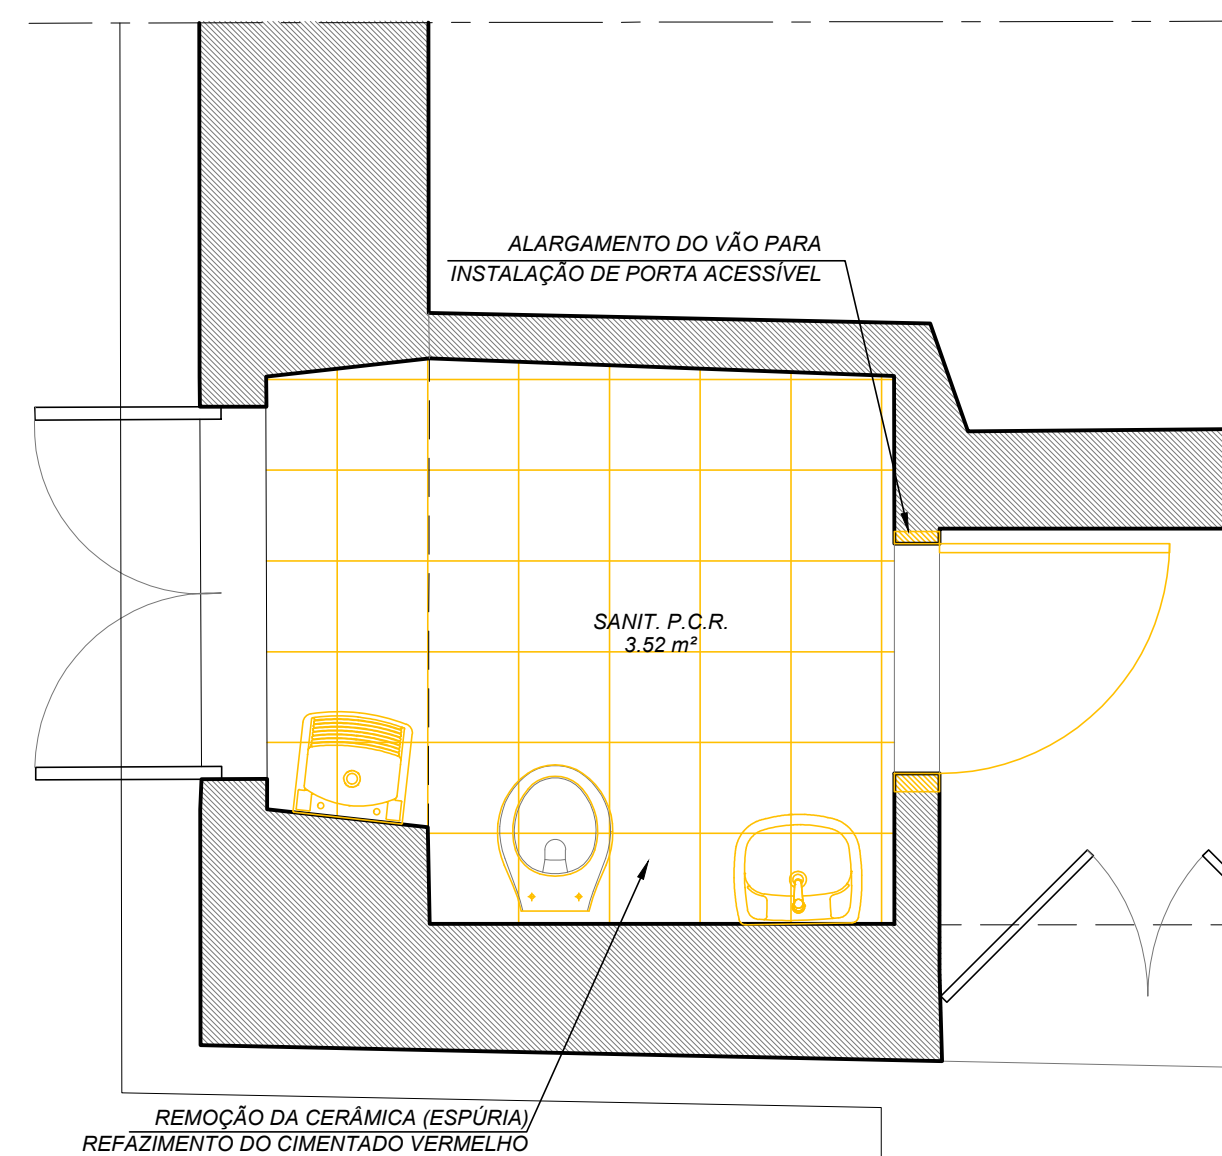 ALARGAMENTO DO VÃO PARA
INSTALAÇÃO DE PORTA ACESSÍVEL
SANIT. P.C.R.
3.52 m²
REMOÇÃO DA CERÂMICA (ESPÚRIA)
REFAZIMENTO DO CIMENTADO VERMELHO